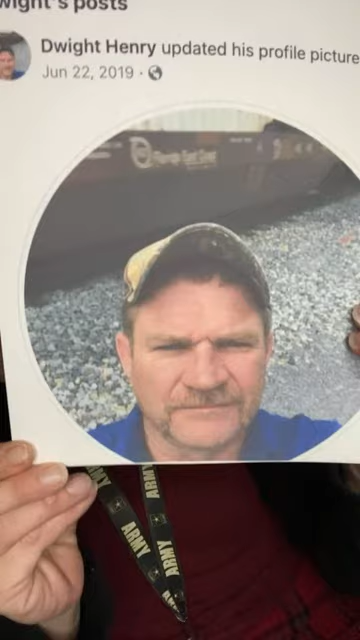 wight's posts
Dwight Henry updated his profile picture
Jun 22, 2019 ·
ARMY
ARMY
ARMY
ARMY